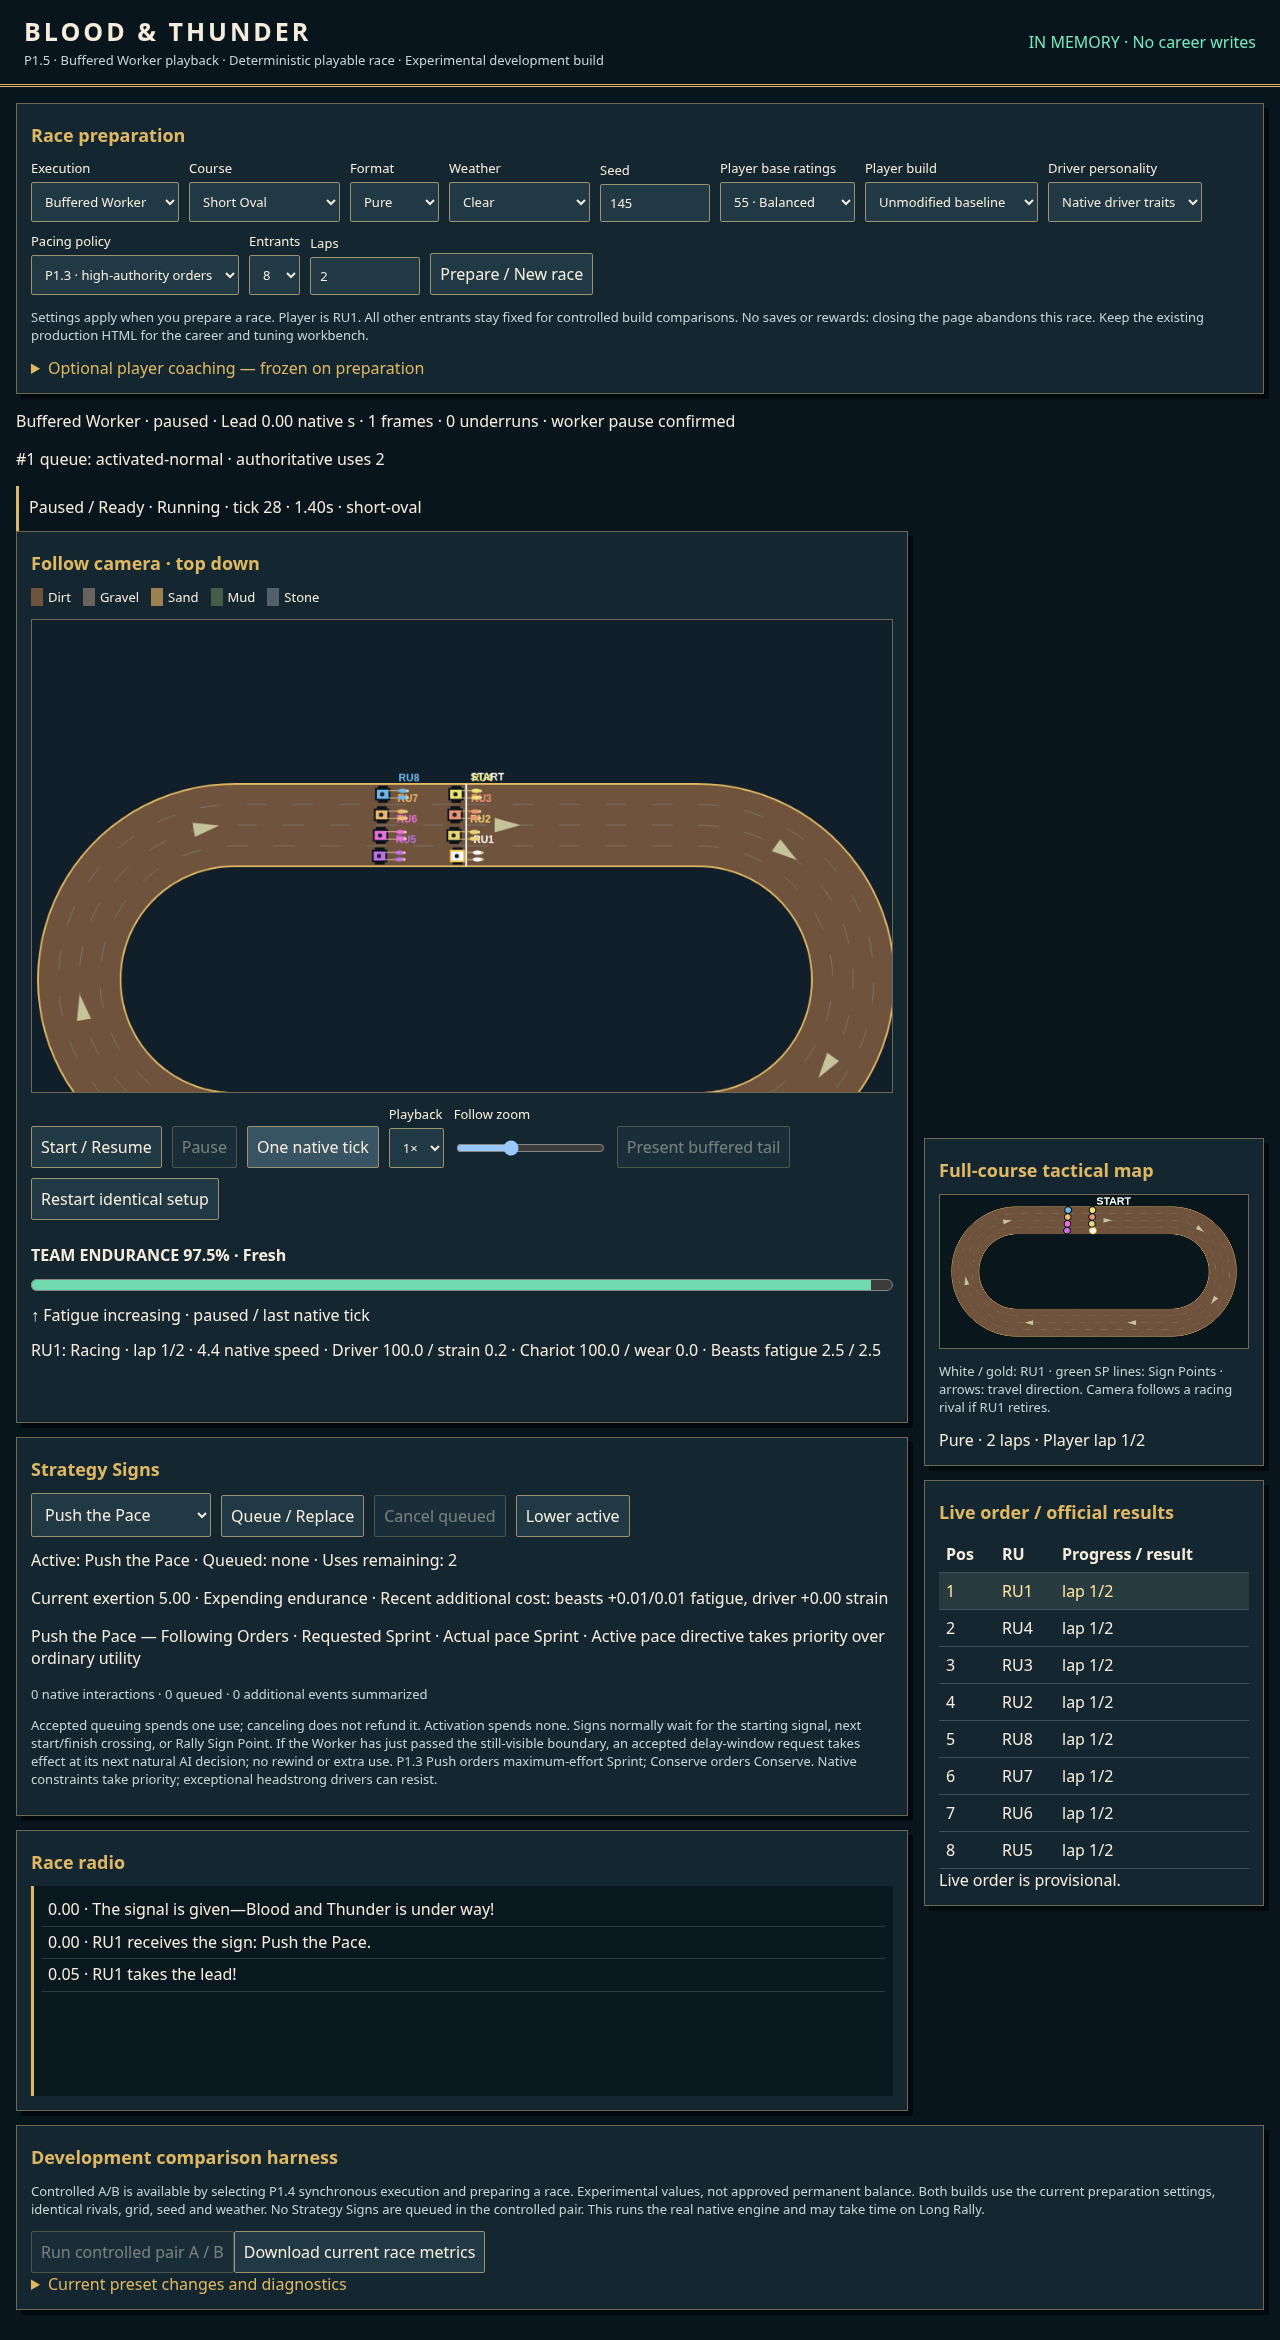 BLOOD & THUNDER
P1.5 · Buffered Worker playback · Deterministic playable race · Experimental development build
IN MEMORY · No career writes
Race preparation
Execution
Course
Format
Weather
Seed
Player base ratings
Player build
Driver personality
Buffered Worker
Short Oval
Pure
Clear
145
55 · Balanced
Unmodified baseline
Native driver traits
Pacing policy
Entrants
Laps
P1.3 · high-authority orders
8
2
Prepare / New race
Settings apply when you prepare a race. Player is RU1. All other entrants stay fixed for controlled build comparisons. No saves or rewards: closing the page abandons this race. Keep the existing
production HTML for the career and tuning workbench.
Optional player coaching — frozen on preparation
Buffered Worker · paused · Lead 0.00 native s · 1 frames · 0 underruns · worker pause confirmed
#1 queue: activated-normal · authoritative uses 2
Paused / Ready · Running · tick 28 · 1.40s · short-oval
Follow camera · top down
Dirt
Gravel
Sand
Mud
Stone
RU8
START
RU7
RU3
RU6
RU2
RU5
RU1
Playback
Follow zoom
Start / Resume
Pause
One native tick
1×
Present buffered tail
Restart identical setup
TEAM ENDURANCE 97.5% · Fresh
↑ Fatigue increasing · paused / last native tick
RU1: Racing · lap 1/2 · 4.4 native speed · Driver 100.0 / strain 0.2 · Chariot 100.0 / wear 0.0 · Beasts fatigue 2.5 / 2.5
Full-course tactical map
START
White / gold: RU1 · green SP lines: Sign Points ·
arrows: travel direction. Camera follows a racing
rival if RU1 retires.
Pure · 2 laps · Player lap 1/2
Strategy Signs
Push the Pace
Queue / Replace
Cancel queued
Lower active
Active: Push the Pace · Queued: none · Uses remaining: 2
Current exertion 5.00 · Expending endurance · Recent additional cost: beasts +0.01/0.01 fatigue, driver +0.00 strain
Push the Pace — Following Orders · Requested Sprint · Actual pace Sprint · Active pace directive takes priority over
ordinary utility
0 native interactions · 0 queued · 0 additional events summarized
Accepted queuing spends one use; canceling does not refund it. Activation spends none. Signs normally wait for the starting signal, next
start/finish crossing, or Rally Sign Point. If the Worker has just passed the still-visible boundary, an accepted delay-window request takes
effect at its next natural AI decision; no rewind or extra use. P1.3 Push orders maximum-effort Sprint; Conserve orders Conserve. Native
constraints take priority; exceptional headstrong drivers can resist.
Live order / official results
Pos RU Progress / result
1 RU1 lap 1/2
2 RU4 lap 1/2
3 RU3 lap 1/2
4 RU2 lap 1/2
5 RU8 lap 1/2
6 RU7 lap 1/2
7 RU6 lap 1/2
8 RU5 lap 1/2
Live order is provisional.
Race radio
0.00 · The signal is given—Blood and Thunder is under way!
0.00 · RU1 receives the sign: Push the Pace.
0.05 · RU1 takes the lead!
Development comparison harness
Controlled A/B is available by selecting P1.4 synchronous execution and preparing a race. Experimental values, not approved permanent balance. Both builds use the current preparation settings,
identical rivals, grid, seed and weather. No Strategy Signs are queued in the controlled pair. This runs the real native engine and may take time on Long Rally.
Run controlled pair A / B
Download current race metrics
Current preset changes and diagnostics